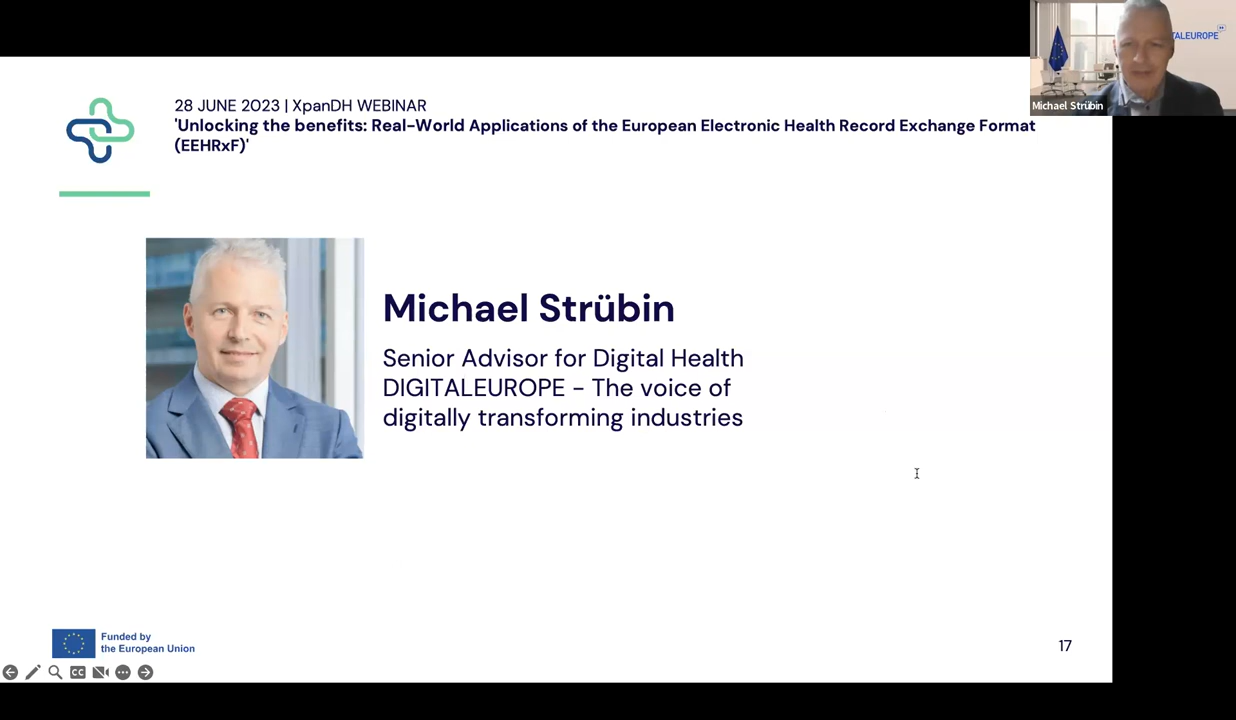 28 JUNE 2023 | XpanDH WEBINAR
'Unlocking the benefits: Real-World Applications of the European Electronic Health Record Exchange Format
(EEHRxF)'
TALEUROPE
Michael Strübin
Michael Strübin
Senior Advisor for Digital Health
DIGITALEUROPE - The voice of
digitally transforming industries
Funded by
the European Union
17
CC